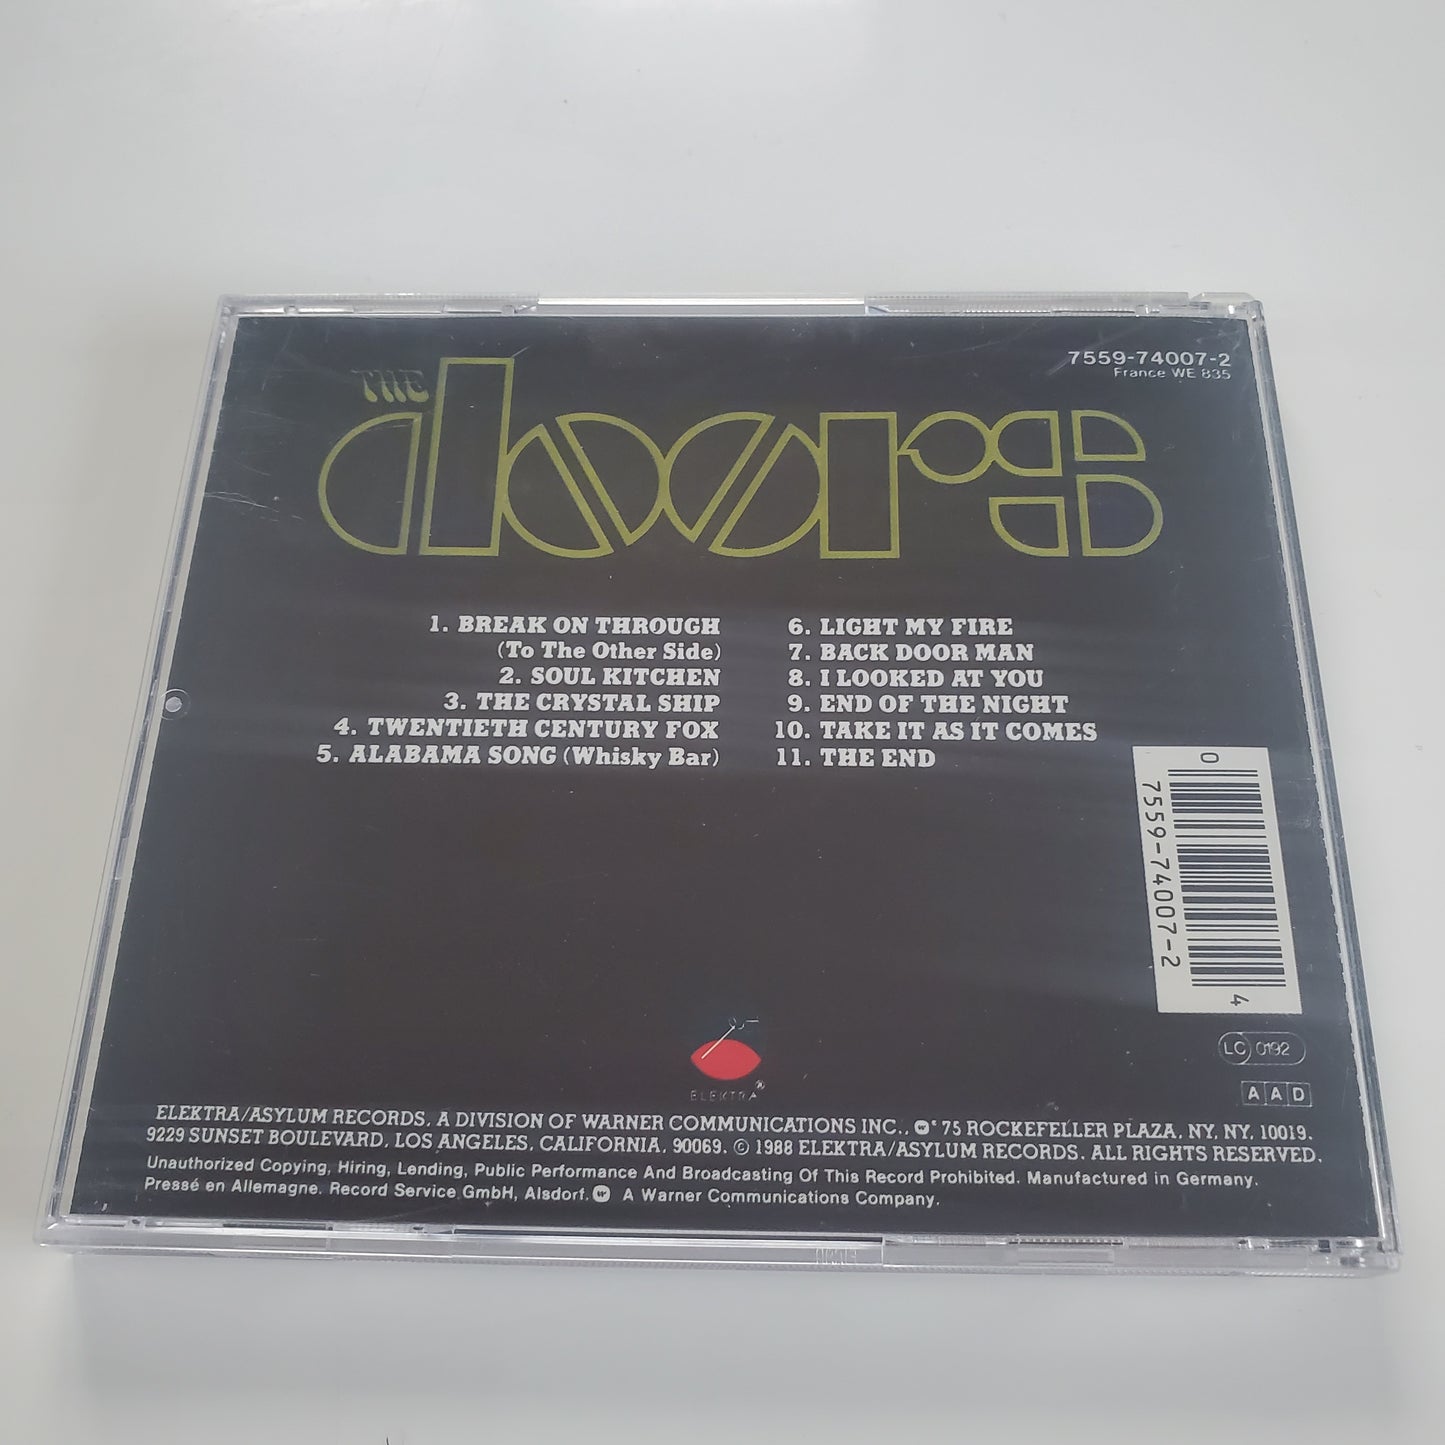 7559-74007-2
France WE 835
THE
doors
1. BREAK ON THROUGH
(To The Other Side)
2. SOUL KITCHEN
3. THE CRYSTAL SHIP
4. TWENTIETH CENTURY FOX
5. ALABAMA SONG (Whisky Bar)
6. LIGHT MY FIRE
7. BACK DOOR MAN
8. I LOOKED AT YOU
9. END OF THE NIGHT
10. TAKE IT AS IT COMES
11. THE END
0
7559-74007-2
4
LC 0192
AAD
ELEKTRA ®
ELEKTRA/ASYLUM RECORDS, A DIVISION OF WARNER COMMUNICATIONS INC., 75 ROCKEFELLER PLAZA, NY, NY, 10019.
9229 SUNSET BOULEVARD, LOS ANGELES, CALIFORNIA, 90069. © 1988 ELEKTRA/ASYLUM RECORDS. ALL RIGHTS RESERVED.
Unauthorized Copying, Hiring, Lending, Public Performance And Broadcasting Of This Record Prohibited. Manufactured in Germany.
Pressé en Allemagne. Record Service GmbH, Alsdorf. A Warner Communications Company.